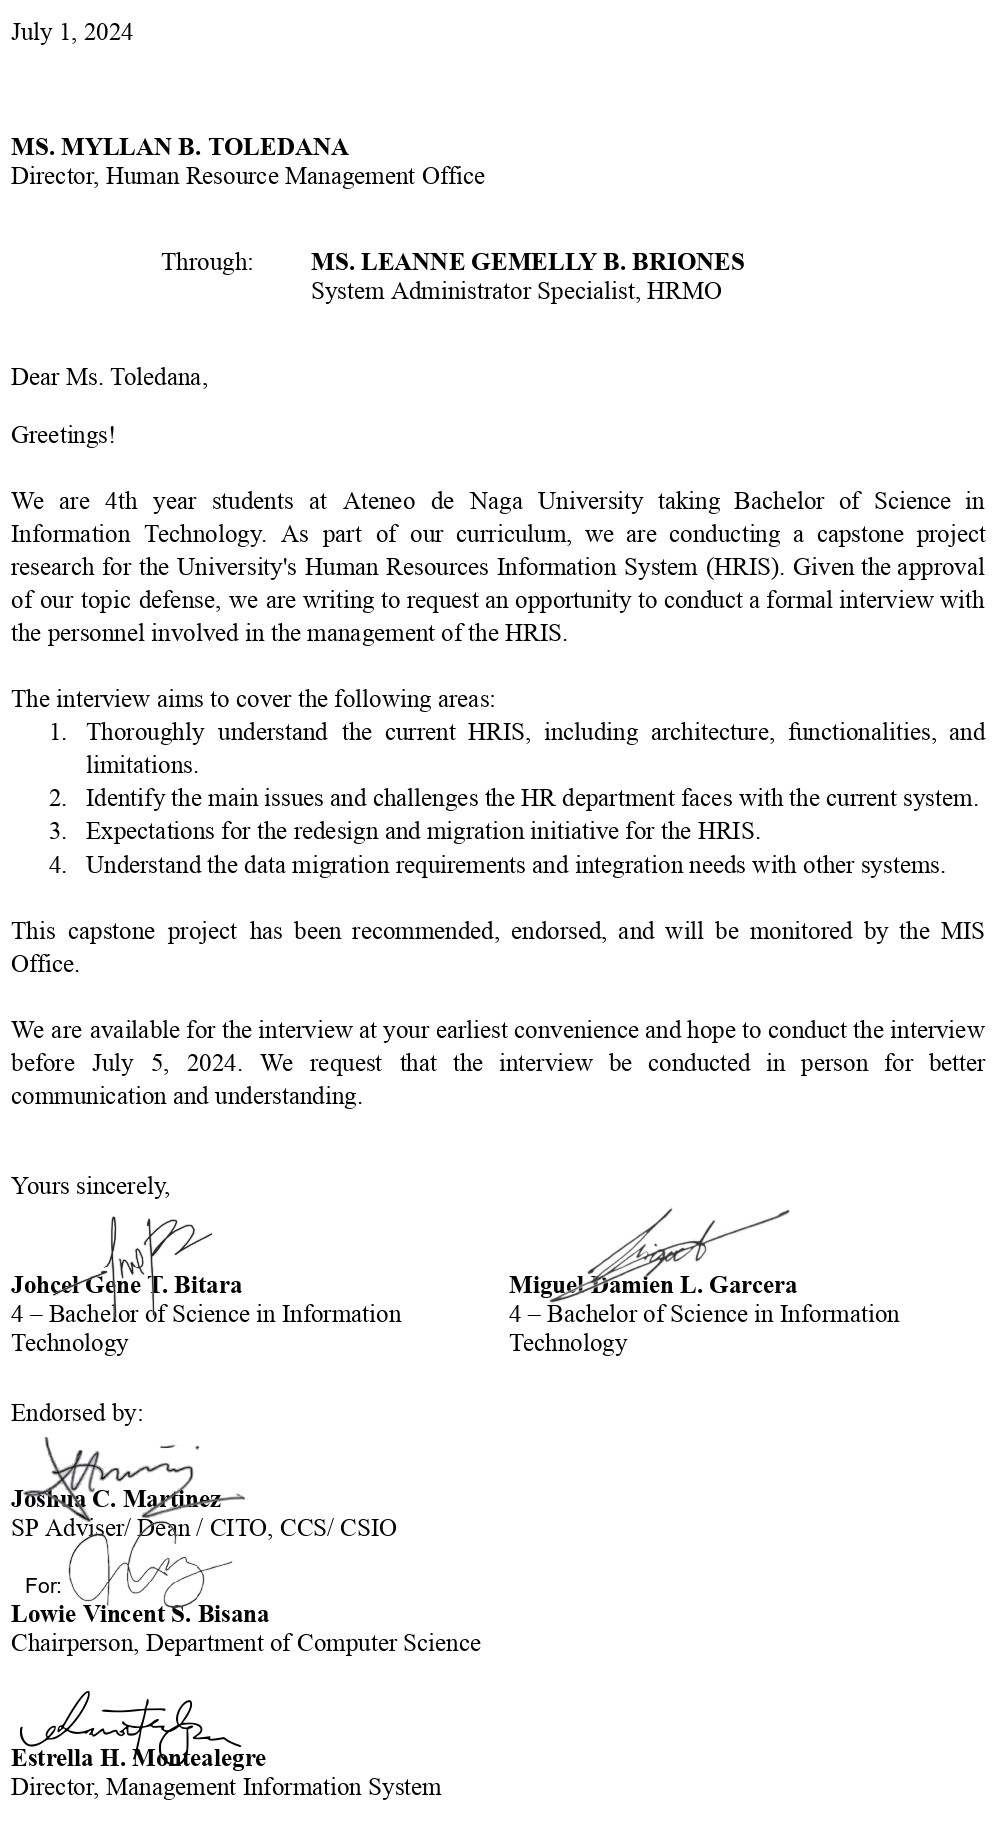 July 1, 2024
MS. MYLLAN B. TOLEDANA
Director, Human Resource Management Office
Through: MS. LEANNE GEMELLY B. BRIONES
System Administrator Specialist, HRMO
Dear Ms. Toledana,
Greetings!
We are 4th year students at Ateneo de Naga University taking Bachelor of Science in
Information Technology. As part of our curriculum, we are conducting a capstone project
research for the University's Human Resources Information System (HRIS). Given the approval
of our topic defense, we are writing to request an opportunity to conduct a formal interview with
the personnel involved in the management of the HRIS.
The interview aims to cover the following areas:
1. Thoroughly understand the current HRIS, including architecture, functionalities, and
limitations.
2. Identify the main issues and challenges the HR department faces with the current system.
3. Expectations for the redesign and migration initiative for the HRIS.
4. Understand the data migration requirements and integration needs with other systems.
This capstone project has been recommended, endorsed, and will be monitored by the MIS
Office.
We are available for the interview at your earliest convenience and hope to conduct the interview
before July 5, 2024. We request that the interview be conducted in person for better
communication and understanding.
Yours sincerely,
Johcel Gene T. Bitara
4 – Bachelor of Science in Information
Technology
Miguel Damien L. Garcera
4 – Bachelor of Science in Information
Technology
Endorsed by:
Joshua C. Martinez
SP Adviser/ Dean / CITO, CCS/ CSIO
For:
Lowie Vincent S. Bisana
Chairperson, Department of Computer Science
Estrella H. Montealegre
Director, Management Information System